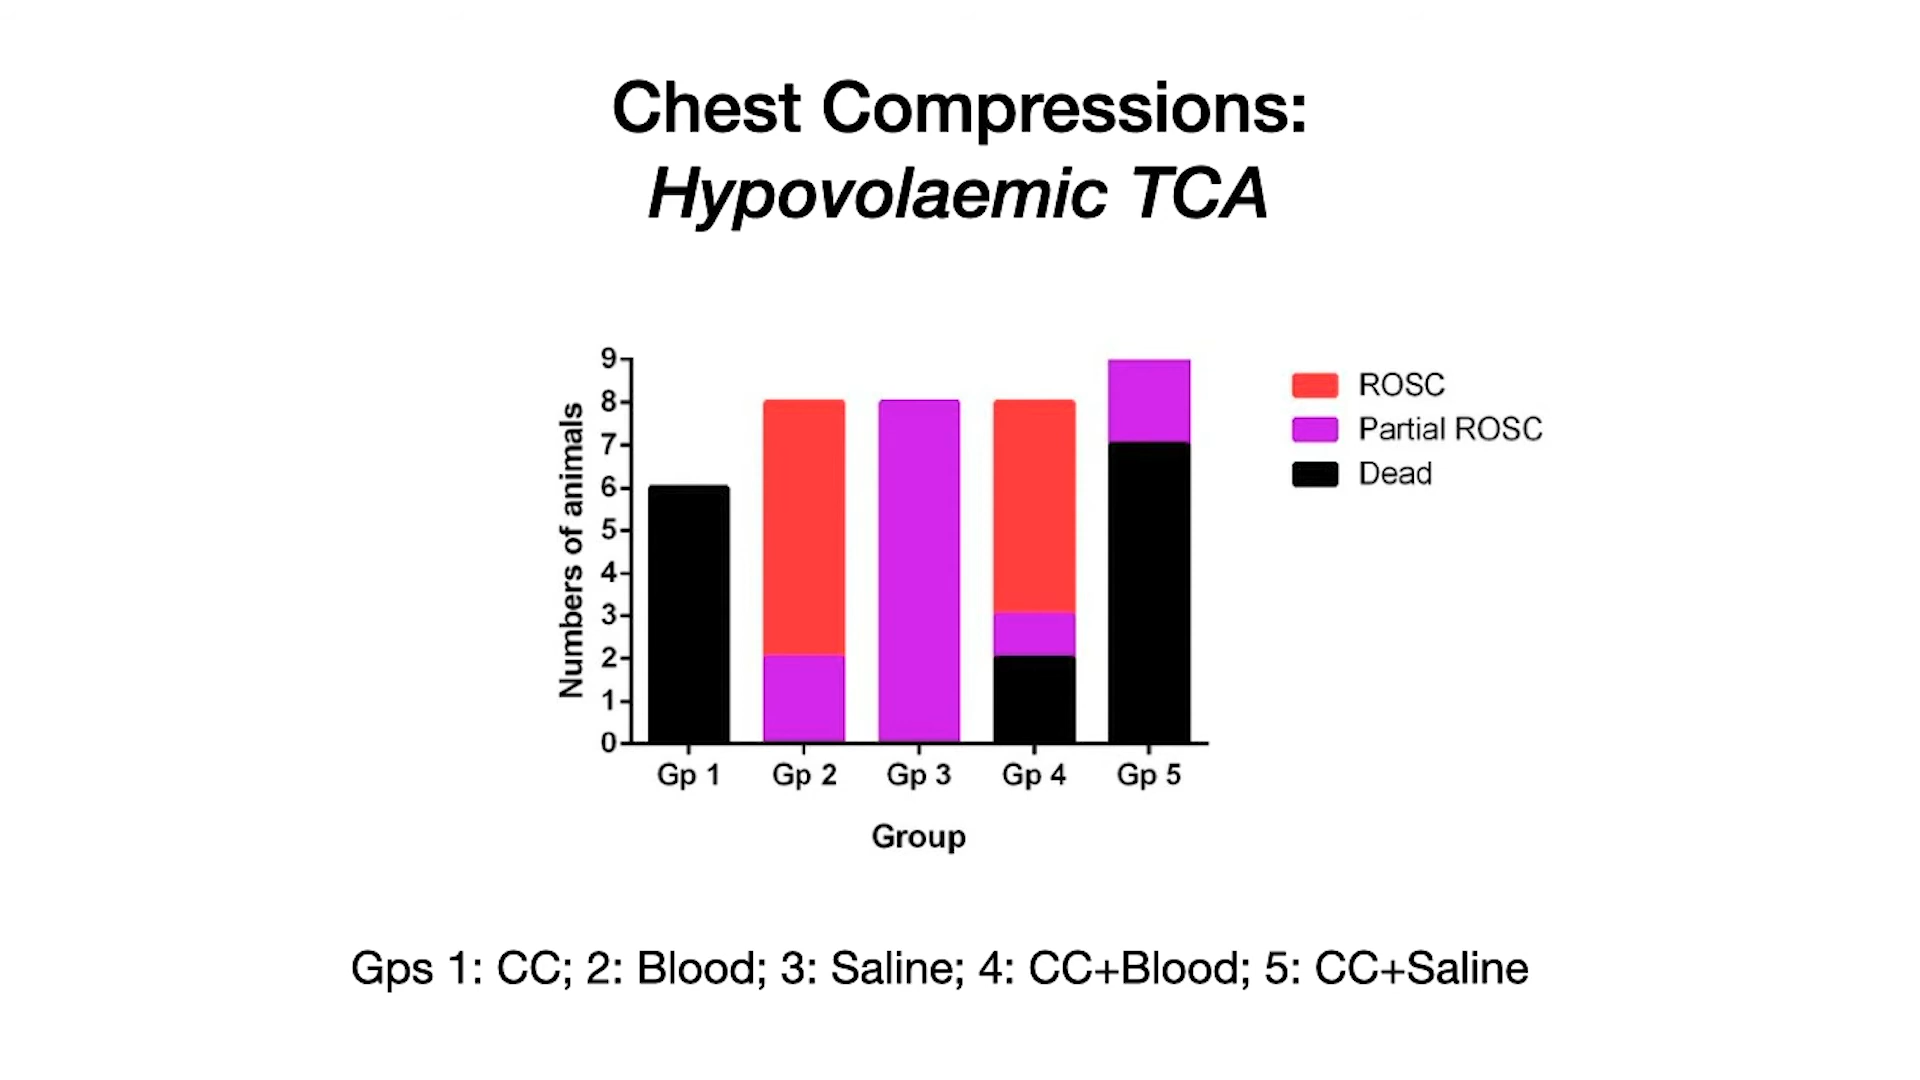 Chest Compressions:
Hypovolaemic TCA
Numbers of animals
9
8
7
6
5
4
3
2
1
0
Gp 1
Gp 2
Gp 3
Gp 4
Gp 5
Group
ROSC
Partial ROSC
Dead
Gps 1: CC; 2: Blood; 3: Saline; 4: CC+Blood; 5: CC+Saline